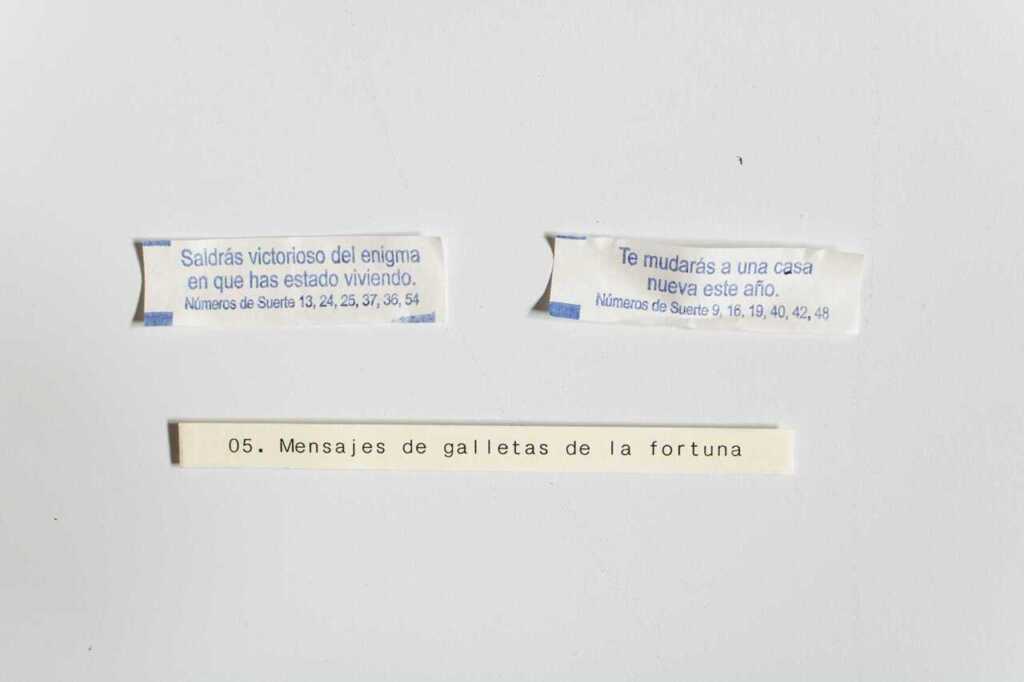 Saldrás victorioso del enigma
en que has estado viviendo.
Números de Suerte 13, 24, 25, 37, 36, 54
Te mudarás a una casa
nueva este año.
Números de Suerte 9, 16, 19, 40, 42, 48
05. Mensajes de galletas de la fortuna